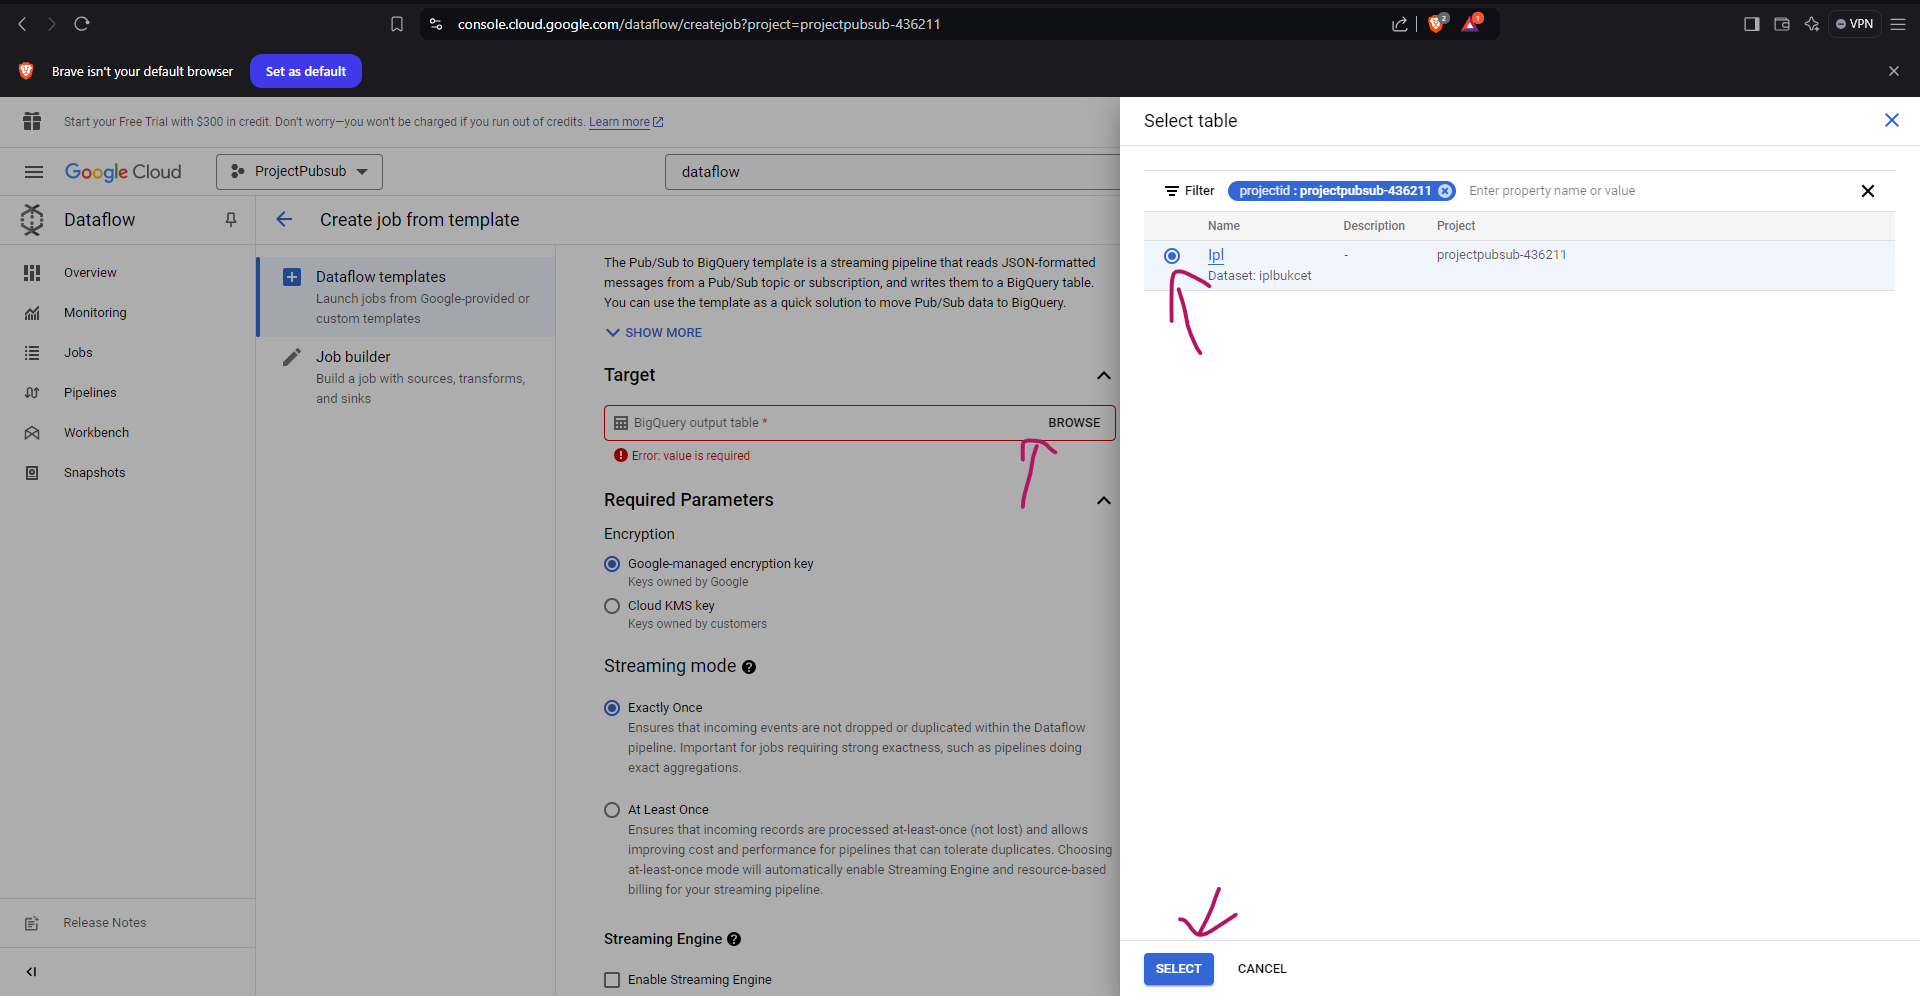 console.cloud.google.com/dataflow/createjob?project=projectpubsub-436211
2
1
VPN
Brave isn't your default browser
Set as default
Start your Free Trial with $300 in credit. Don't worry—you won't be charged if you run out of credits. Learn more
Google Cloud
ProjectPubsub
dataflow
Dataflow
Overview
Monitoring
Jobs
Pipelines
Workbench
Snapshots
Release Notes
Create job from template
Dataflow templates
Launch jobs from Google-provided or
custom templates
Job builder
Build a job with sources, transforms,
and sinks
The Pub/Sub to BigQuery template is a streaming pipeline that reads JSON-formatted
messages from a Pub/Sub topic or subscription, and writes them to a BigQuery table.
You can use the template as a quick solution to move Pub/Sub data to BigQuery.
SHOW MORE
Target
BigQuery output table *
BROWSE
Error: value is required
Required Parameters
Encryption
Google-managed encryption key
Keys owned by Google
Cloud KMS key
Keys owned by customers
Streaming mode
Exactly Once
Ensures that incoming events are not dropped or duplicated within the Dataflow
pipeline. Important for jobs requiring strong exactness, such as pipelines doing
exact aggregations.
At Least Once
Ensures that incoming records are processed at-least-once (not lost) and allows
improving cost and performance for pipelines that can tolerate duplicates. Choosing
at-least-once mode will automatically enable Streaming Engine and resource-based
billing for your streaming pipeline.
Streaming Engine
Enable Streaming Engine
Select table
Filter
projectid : projectpubsub-436211
Enter property name or value
Name Description Project
Ipl - projectpubsub-436211
Dataset: iplbukcet
SELECT
CANCEL